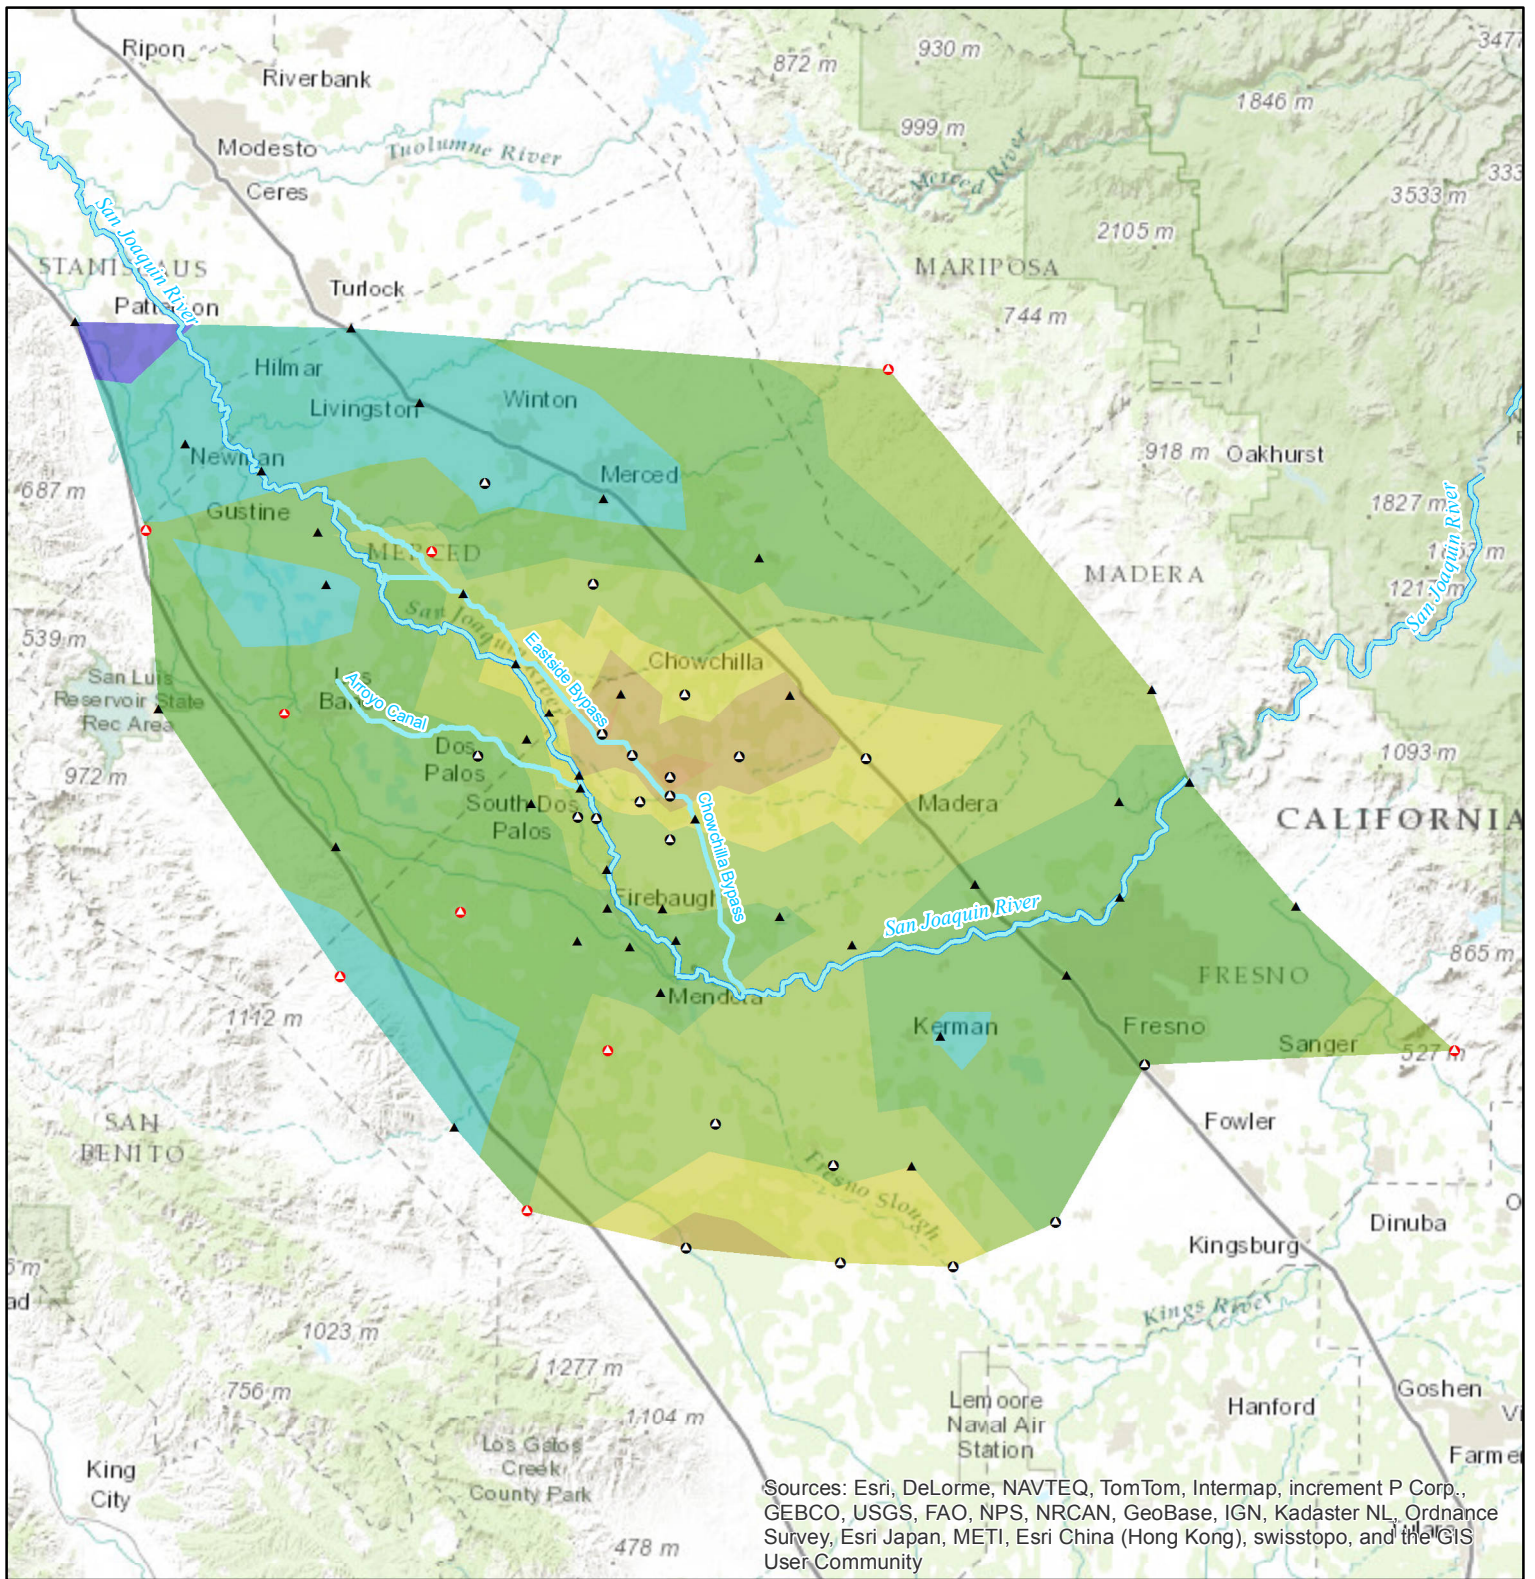 Ripon
Riverbank
872 m
930 m
1846 m
Modesto
Tuolumne River
999 m
Merced River
Ceres
3533 m
San Joaquin River
2105 m
STANISLAUS
Turlock
MARIPOSA
Patterson
744 m
Hilmar
Livingston
Winton
Newman
Merced
918 m
Oakhurst
687 m
Gustine
1827 m
MERCED
MADERA
San Joaquin River
San Joaquin River
539 m
Eastside Bypass
Chowchilla
San Luis
Reservoir State
Rec Area
Los
Banos
Arroyo Canal
972 m
Dos
Palos
1093 m
South Dos
Palos
Chowchilla Bypass
Madera
CALIFORNIA
Firebaugh
San Joaquin River
865 m
FRESNO
Mendota
1112 m
Kerman
Fresno
Sanger
527 m
SAN
BENITO
Fowler
Fresno Slough
Dinuba
Kingsburg
Kings River
1023 m
1277 m
756 m
1104 m
Lemoore
Naval Air
Station
Hanford
Goshen
Los Gatos
Creek
County Park
King
City
478 m
Tulare
Sources: Esri, DeLorme, NAVTEQ, TomTom, Intermap, increment P Corp.,
GEBCO, USGS, FAO, NPS, NRCAN, GeoBase, IGN, Kadaster NL, Ordnance
Survey, Esri Japan, METI, Esri China (Hong Kong), swisstopo, and the GIS
User Community